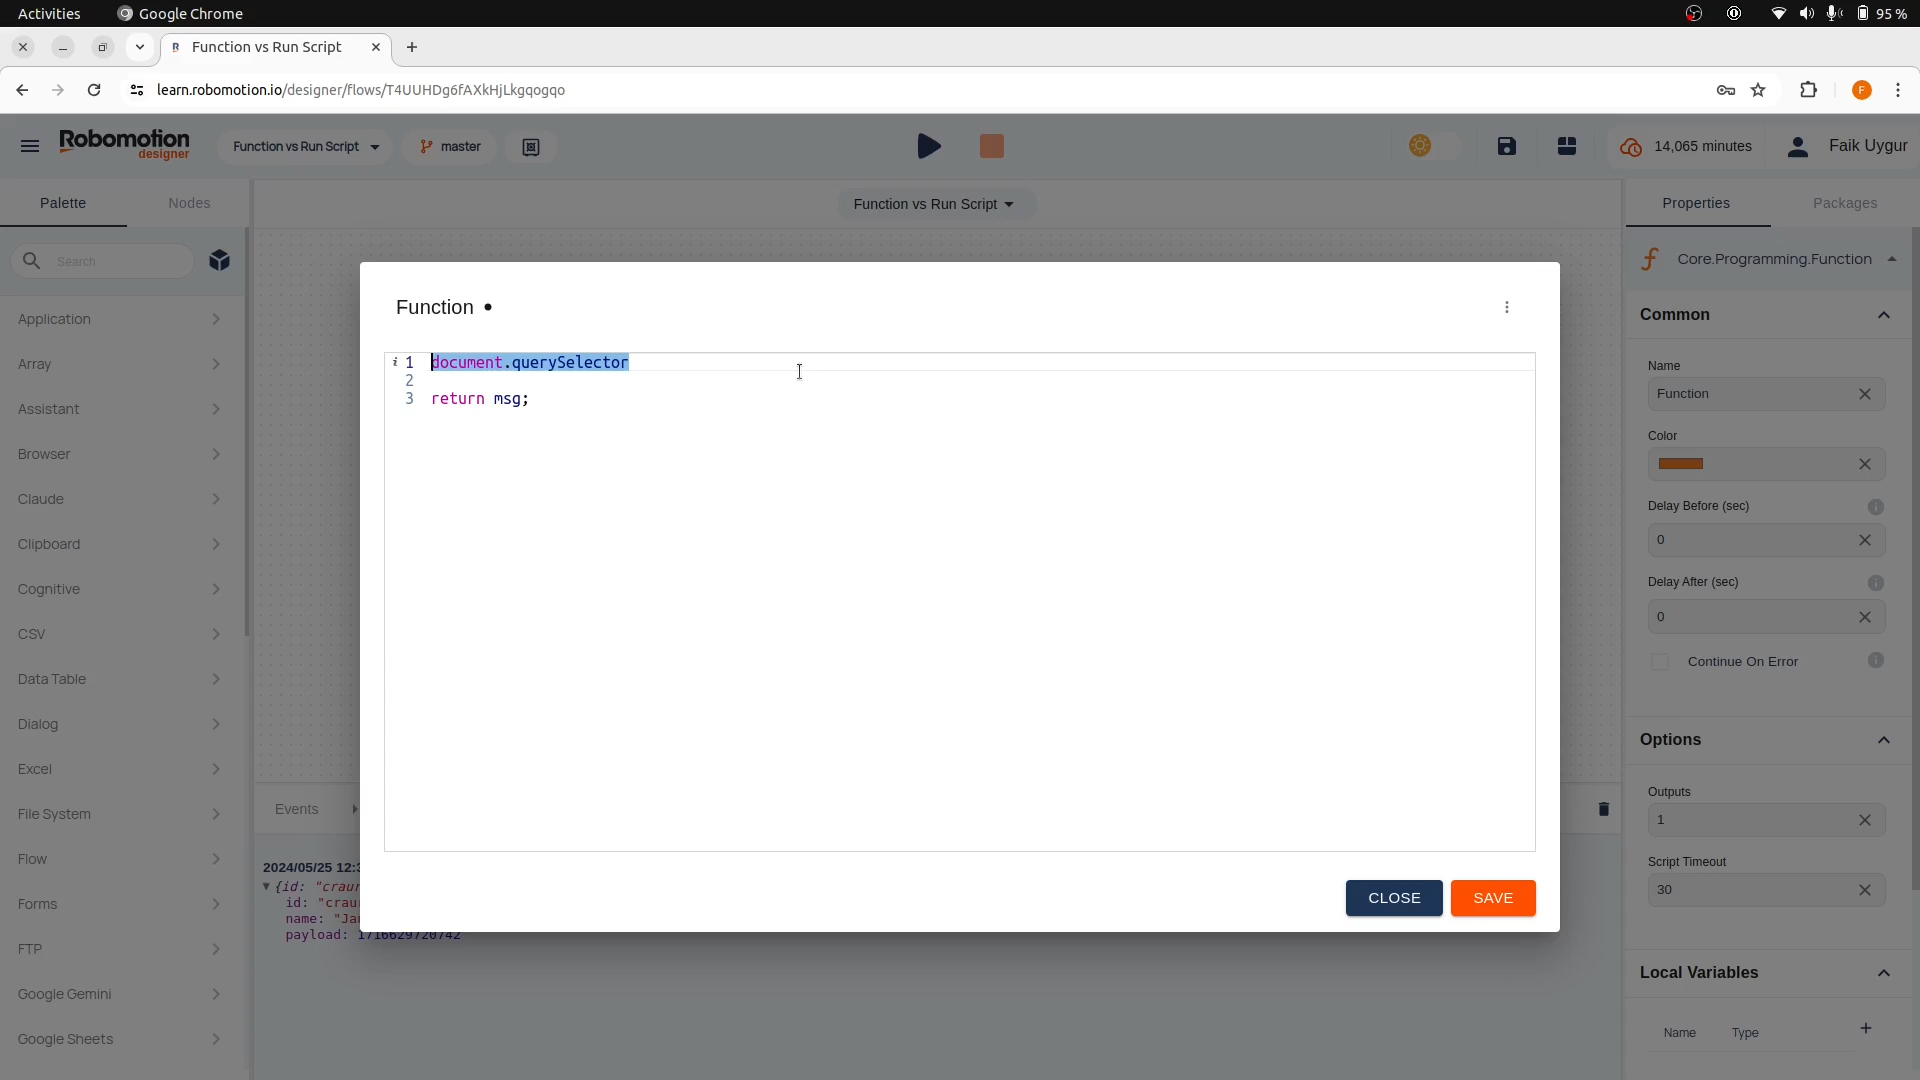 Activities Google Chrome 95 %
Function vs Run Script
learn.robomotion.io/designer/flows/T4UUHDg6fAXkHjLkgqogqo
Robomotion designer Function vs Run Script master 14,065 minutes Faik Uygur
Palette Nodes Function vs Run Script Properties Packages
Search
Core.Programming.Function
Application
Array
Assistant
Browser
Claude
Clipboard
Cognitive
CSV
Data Table
Dialog
Excel
File System
Flow
Forms
FTP
Google Gemini
Google Sheets
Function •
1 document.querySelector
2
3 return msg;
CLOSE SAVE
Events
2024/05/25 12:3
{id: "craur
id: "craur
name: "Ja
payload: 1716629720742
Common
Name
Function
Color
Delay Before (sec)
0
Delay After (sec)
0
Continue On Error
Options
Outputs
1
Script Timeout
30
Local Variables
Name Type +